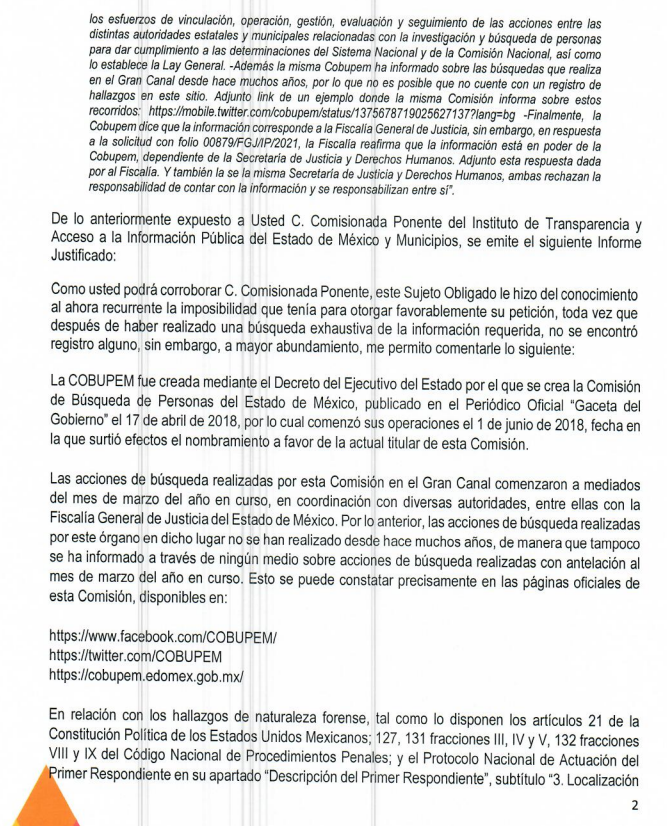 los esfuerzos de vinculación, operación, gestión, evaluación y seguimiento de las acciones entre las
distintas autoridades estatales y municipales relacionadas con la investigación y búsqueda de personas
para dar cumplimiento a las determinaciones del Sistema Nacional y de la Comisión Nacional, así como
lo establece la Lay General. -Además la misma Cobupem ha informado sobre las búsquedas que realiza
en el Gran Canal desde hace muchos años, por lo que no es posible que no cuente con un registro de
hallazgos en este sitio. Adjunto link de un ejemplo donde la misma Comisión informa sobre estos
recorridos: https://mobile.twitter.com/cobupem/status/1375678719025627137?lang=bg -Finalmente, la
Cobupem dice que la información corresponde a la Fiscalía General de Justicia, sin embargo, en respuesta
a la solicitud con folio 00879/FGJ/IP/2021, la Fiscalía reafirma que la información está en poder de la
Cobupem, dependiente de la Secretaría de Justicia y Derechos Humanos. Adjunto esta respuesta dada
por al Fiscalía. Y también la se la misma Secretaría de Justicia y Derechos Humanos, ambas rechazan la
responsabilidad de contar con la información y se responsabilizan entre sí".
De lo anteriormente expuesto a Usted C. Comisionada Ponente del Instituto de Transparencia y
Acceso a la Información Pública del Estado de México y Municipios, se emite el siguiente Informe
Justificado:
Como usted podrá corroborar C. Comisionada Ponente, este Sujeto Obligado le hizo del conocimiento
al ahora recurrente la imposibilidad que tenía para otorgar favorablemente su petición, toda vez que
después de haber realizado una búsqueda exhaustiva de la información requerida, no se encontró
registro alguno, sin embargo, a mayor abundamiento, me permito comentarle lo siguiente:
La COBUPEM fue creada mediante el Decreto del Ejecutivo del Estado por el que se crea la Comisión
de Búsqueda de Personas del Estado de México, publicado en el Periódico Oficial "Gaceta del
Gobierno" el 17 de abril de 2018, por lo cual comenzó sus operaciones el 1 de junio de 2018, fecha en
la que surtió efectos el nombramiento a favor de la actual titular de esta Comisión.
Las acciones de búsqueda realizadas por esta Comisión en el Gran Canal comenzaron a mediados
del mes de marzo del año en curso, en coordinación con diversas autoridades, entre ellas con la
Fiscalía General de Justicia del Estado de México. Por lo anterior, las acciones de búsqueda realizadas
por este órgano en dicho lugar no se han realizado desde hace muchos años, de manera que tampoco
se ha informado a través de ningún medio sobre acciones de búsqueda realizadas con antelación al
mes de marzo del año en curso. Esto se puede constatar precisamente en las páginas oficiales de
esta Comisión, disponibles en:
https://www.facebook.com/COBUPEM/
https://twitter.com/COBUPEM
https://cobupem.edomex.gob.mx/
En relación con los hallazgos de naturaleza forense, tal como lo disponen los artículos 21 de la
Constitución Política de los Estados Unidos Mexicanos; 127, 131 fracciones III, IV y V, 132 fracciones
VIII y IX del Código Nacional de Procedimientos Penales; y el Protocolo Nacional de Actuación del
Primer Respondiente en su apartado "Descripción del Primer Respondiente", subtítulo "3. Localización
2